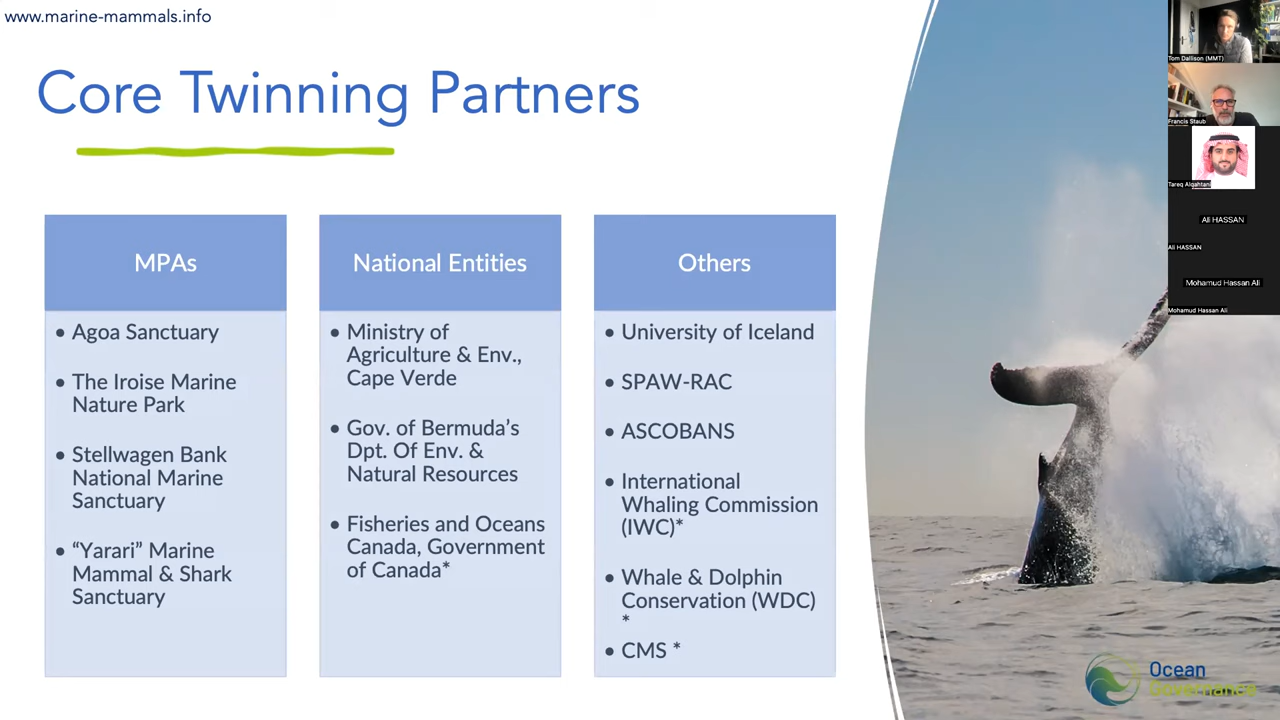 www.marine-mammals.info
Core Twinning Partners
MPAs
• Agoa Sanctuary
• The Iroise Marine
Nature Park
• Stellwagen Bank
National Marine
Sanctuary
• “Yarari” Marine
Mammal & Shark
Sanctuary
National Entities
• Ministry of
Agriculture & Env.,
Cape Verde
• Gov. of Bermuda’s
Dpt. Of Env. &
Natural Resources
• Fisheries and Oceans
Canada, Government
of Canada*
Others
• University of Iceland
• SPAW-RAC
• ASCOBANS
• International
Whaling Commission
(IWC)*
• Whale & Dolphin
Conservation (WDC)
*
• CMS *
Tom Dallison (MMT)
Francis Staub
Tareq Alqahtani
Ali HASSAN
Ali HASSAN
Mohamud Hassan Ali
Mohamud Hassan Ali
Ocean
Governance